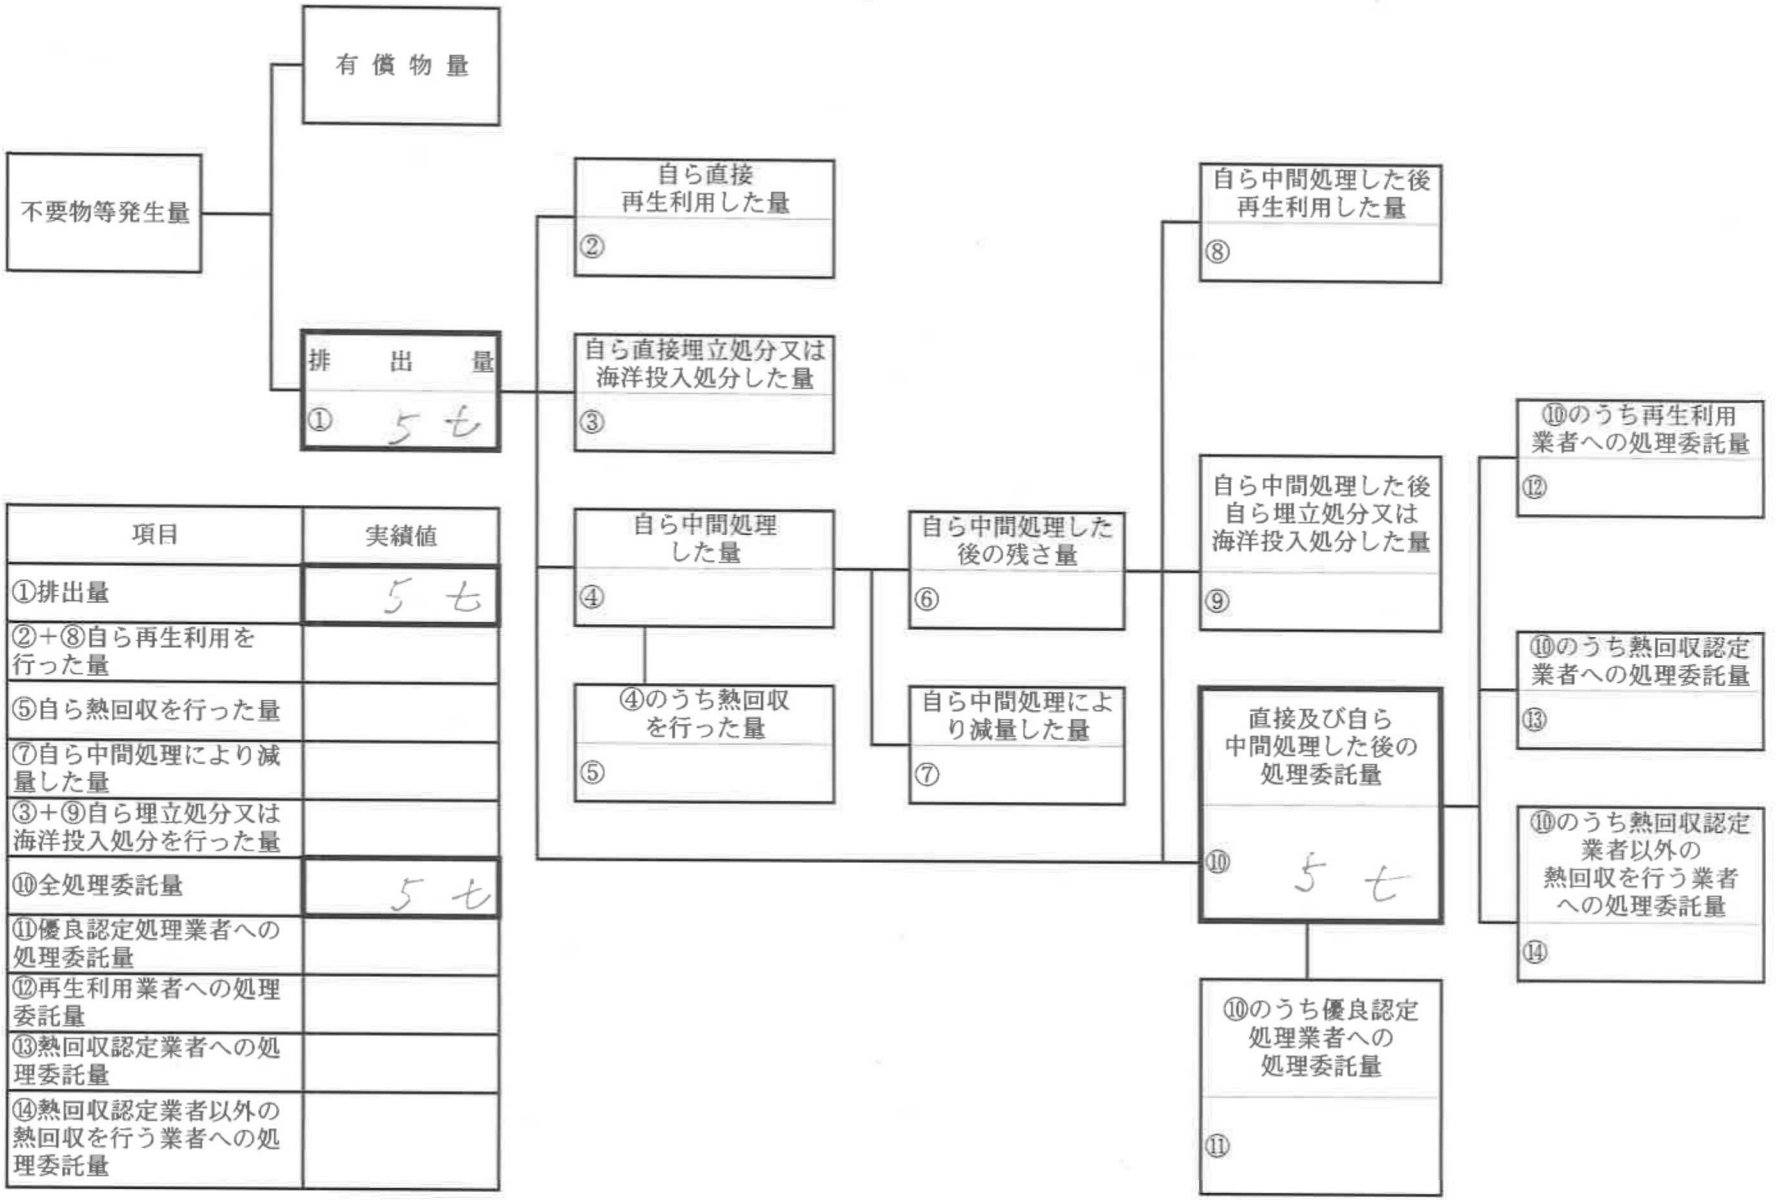 有償物量
不要物等発生量
排出量
① 5 t
自ら直接
再生利用した量
②
自ら直接埋立処分又は
海洋投入処分した量
③
自ら中間処理
した量
④
④のうち熱回収
を行った量
⑤
自ら中間処理した
後の残さ量
⑥
自ら中間処理によ
り減量した量
⑦
自ら中間処理した後
再生利用した量
⑧
自ら中間処理した後
自ら埋立処分又は
海洋投入処分した量
⑨
直接及び自ら
中間処理した後の
処理委託量
⑩ 5 t
⑩のうち優良認定
処理業者への
処理委託量
⑪
⑩のうち再生利用
業者への処理委託量
⑫
⑩のうち熱回収認定
業者への処理委託量
⑬
⑩のうち熱回収認定
業者以外の
熱回収を行う業者
への処理委託量
⑭
項目 実績値
①排出量 5 t
②+⑧自ら再生利用を
行った量
⑤自ら熱回収を行った量
⑦自ら中間処理により減
量した量
③+⑨自ら埋立処分又は
海洋投入処分を行った量
⑩全処理委託量 5 t
⑪優良認定処理業者への
処理委託量
⑫再生利用業者への処理
委託量
⑬熱回収認定業者への処
理委託量
⑭熱回収認定業者以外の
熱回収を行う業者への処
理委託量